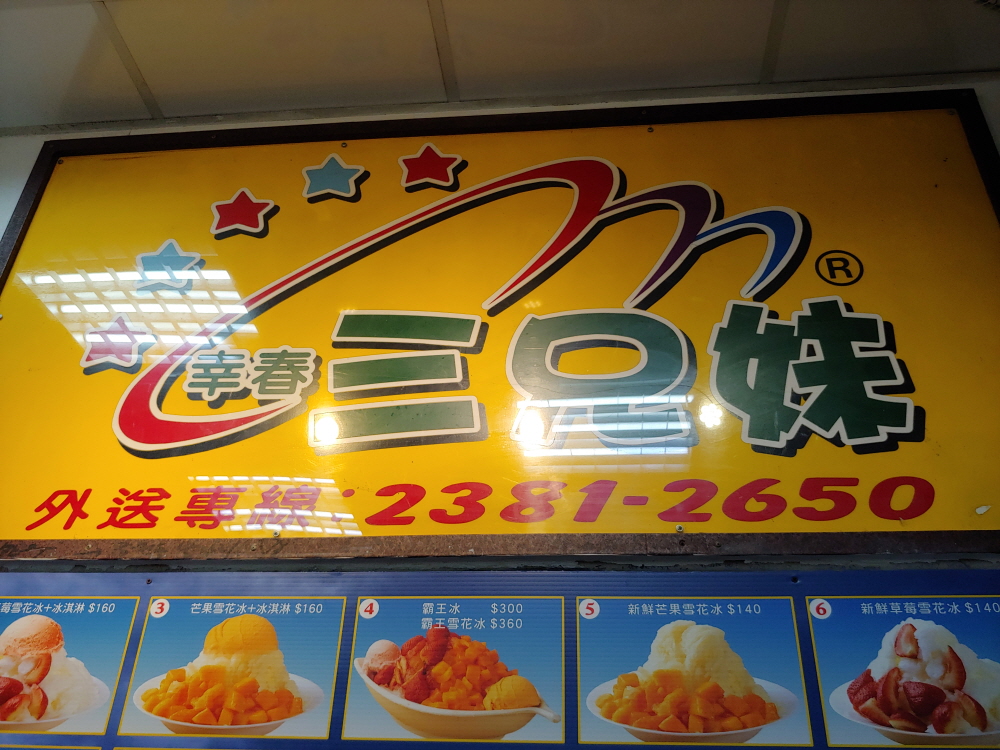 ®
幸春 三兄妹
外送專線:2381-2650
莓雪花冰+冰淇淋 $160
3 芒果雪花冰+冰淇淋 $160
4 霸王冰 $300
霸王雪花冰 $360
5 新鮮芒果雪花冰 $140
6 新鮮草莓雪花冰 $140